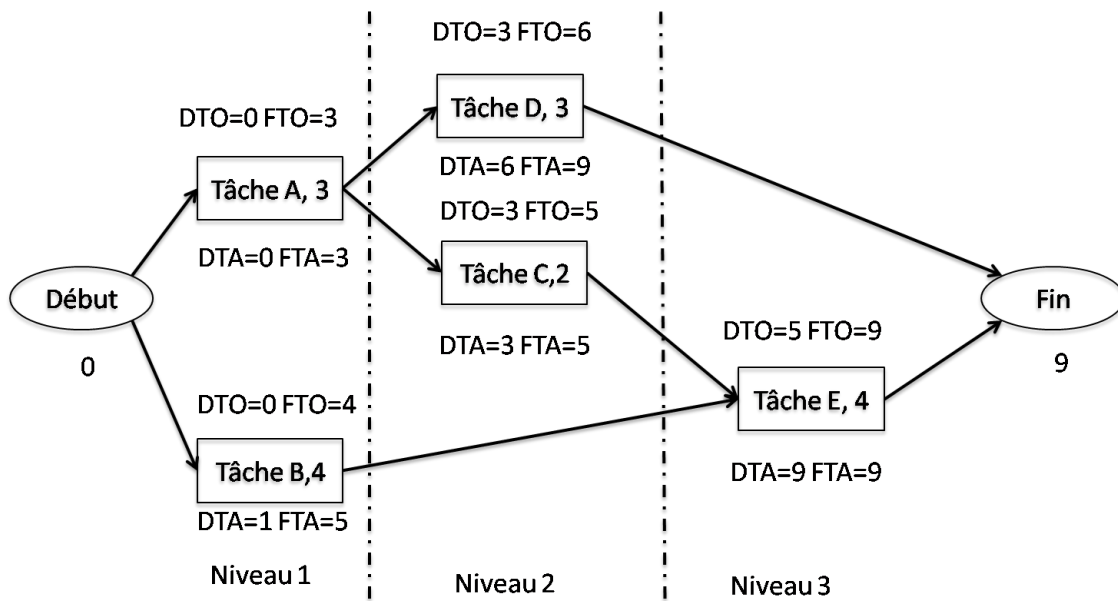 DTO=3 FTO=6
Tâche D, 3
DTO=0 FTO=3
Tâche A, 3
DTA=6 FTA=9
DTO=3 FTO=5
DTA=0 FTA=3
Tâche C,2
Début
0
Fin
9
DTO=5 FTO=9
DTA=3 FTA=5
Tâche E, 4
DTO=0 FTO=4
Tâche B,4
DTA=9 FTA=9
DTA=1 FTA=5
Niveau 1
Niveau 2
Niveau 3